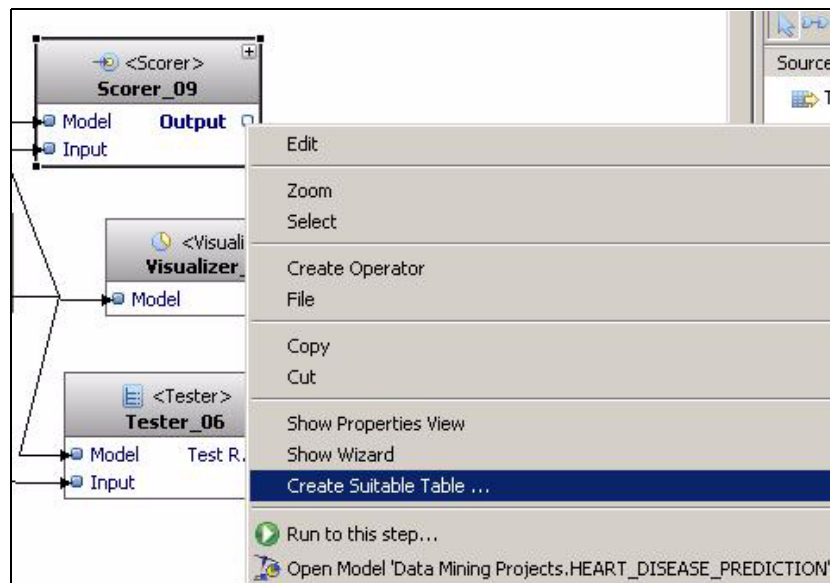 <Scorer>
Scorer_09
Model Output
Input
<Visuali
Visualizer_
Model
<Tester>
Tester_06
Model Test R.
Input
Edit
Zoom
Select
Create Operator
File
Copy
Cut
Show Properties View
Show Wizard
Create Suitable Table ...
Run to this step...
Open Model 'Data Mining Projects.HEART_DISEASE_PREDICTION'
Source
T